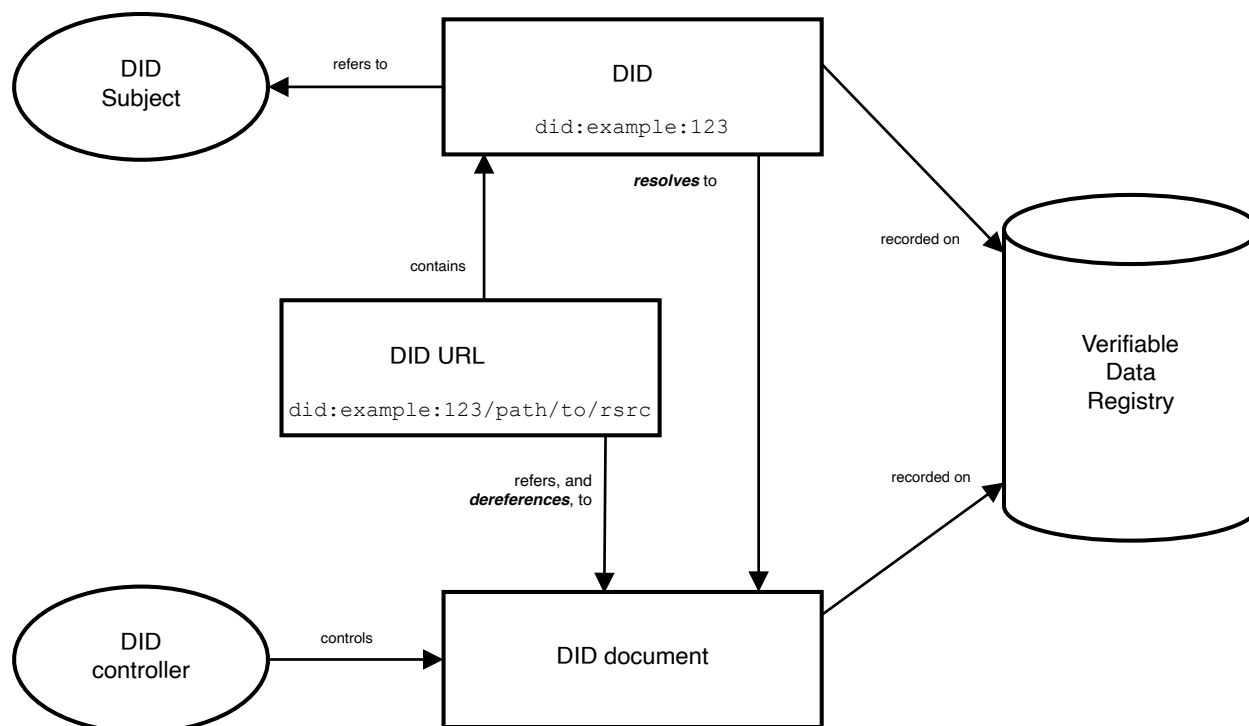 DID
Subject
refers to
DID
did:example:123
resolves to
recorded on
contains
DID URL
did:example:123/path/to/rsrc
Verifiable
Data
Registry
refers, and
dereferences, to
recorded on
DID
controller
controls
DID document